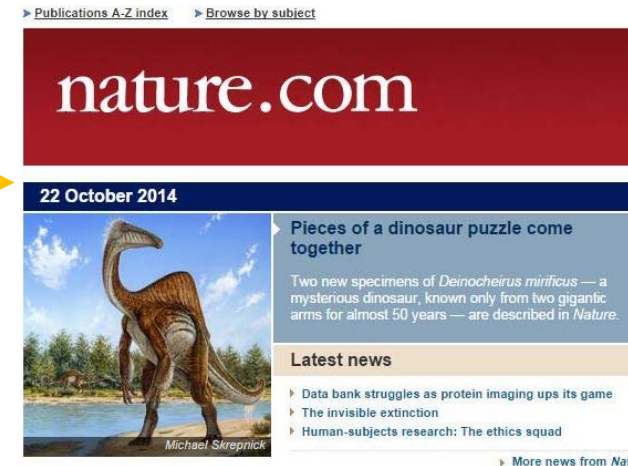 Publications A-Z index Browse by subject
nature.com
22 October 2014
Pieces of a dinosaur puzzle come
together
Two new specimens of Deinocheirus mirificus — a
mysterious dinosaur, known only from two gigantic
arms for almost 50 years — are described in Nature.
Michael Skrepnick
Latest news
Data bank struggles as protein imaging ups its game
The invisible extinction
Human-subjects research: The ethics squad
More news from